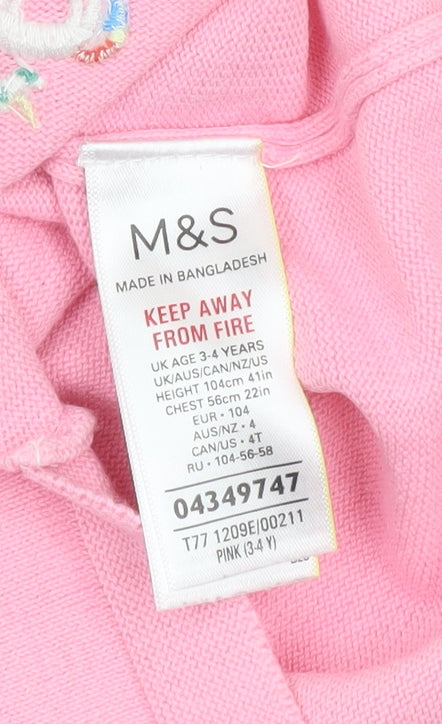 M&S
MADE IN BANGLADESH
KEEP AWAY
FROM FIRE
UK AGE 3-4 YEARS
UK/AUS/CAN/NZ/US
HEIGHT 104cm 41in
CHEST 56cm 22in
EUR • 104
AUS/NZ • 4
CAN/US • 4T
RU • 104-56-58
04349747
T77 1209E/00211
PINK (3-4 Y)